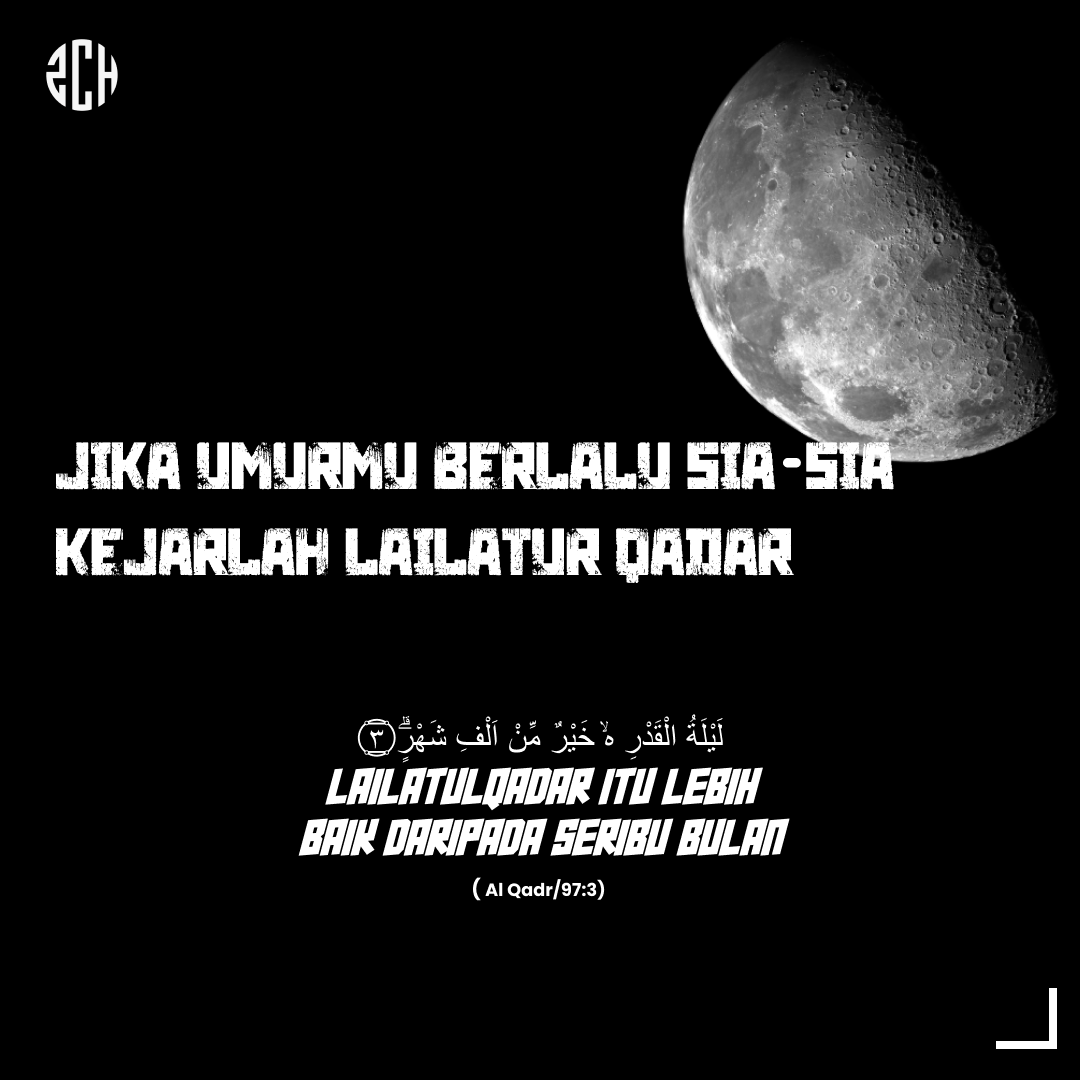 ZCH
JIKA UMURMU BERLALU SIA-SIA
KEJARLAH LAILATUR QADAR
لَيْلَةُ الْقَدْرِ ەۙ خَيْرٌ مِّنْ اَلْفِ شَهْرٍۗ ۝٣
LAILATULQADAR ITU LEBIH
BAIK DARIPADA SERIBU BULAN
( Al Qadr/97:3)